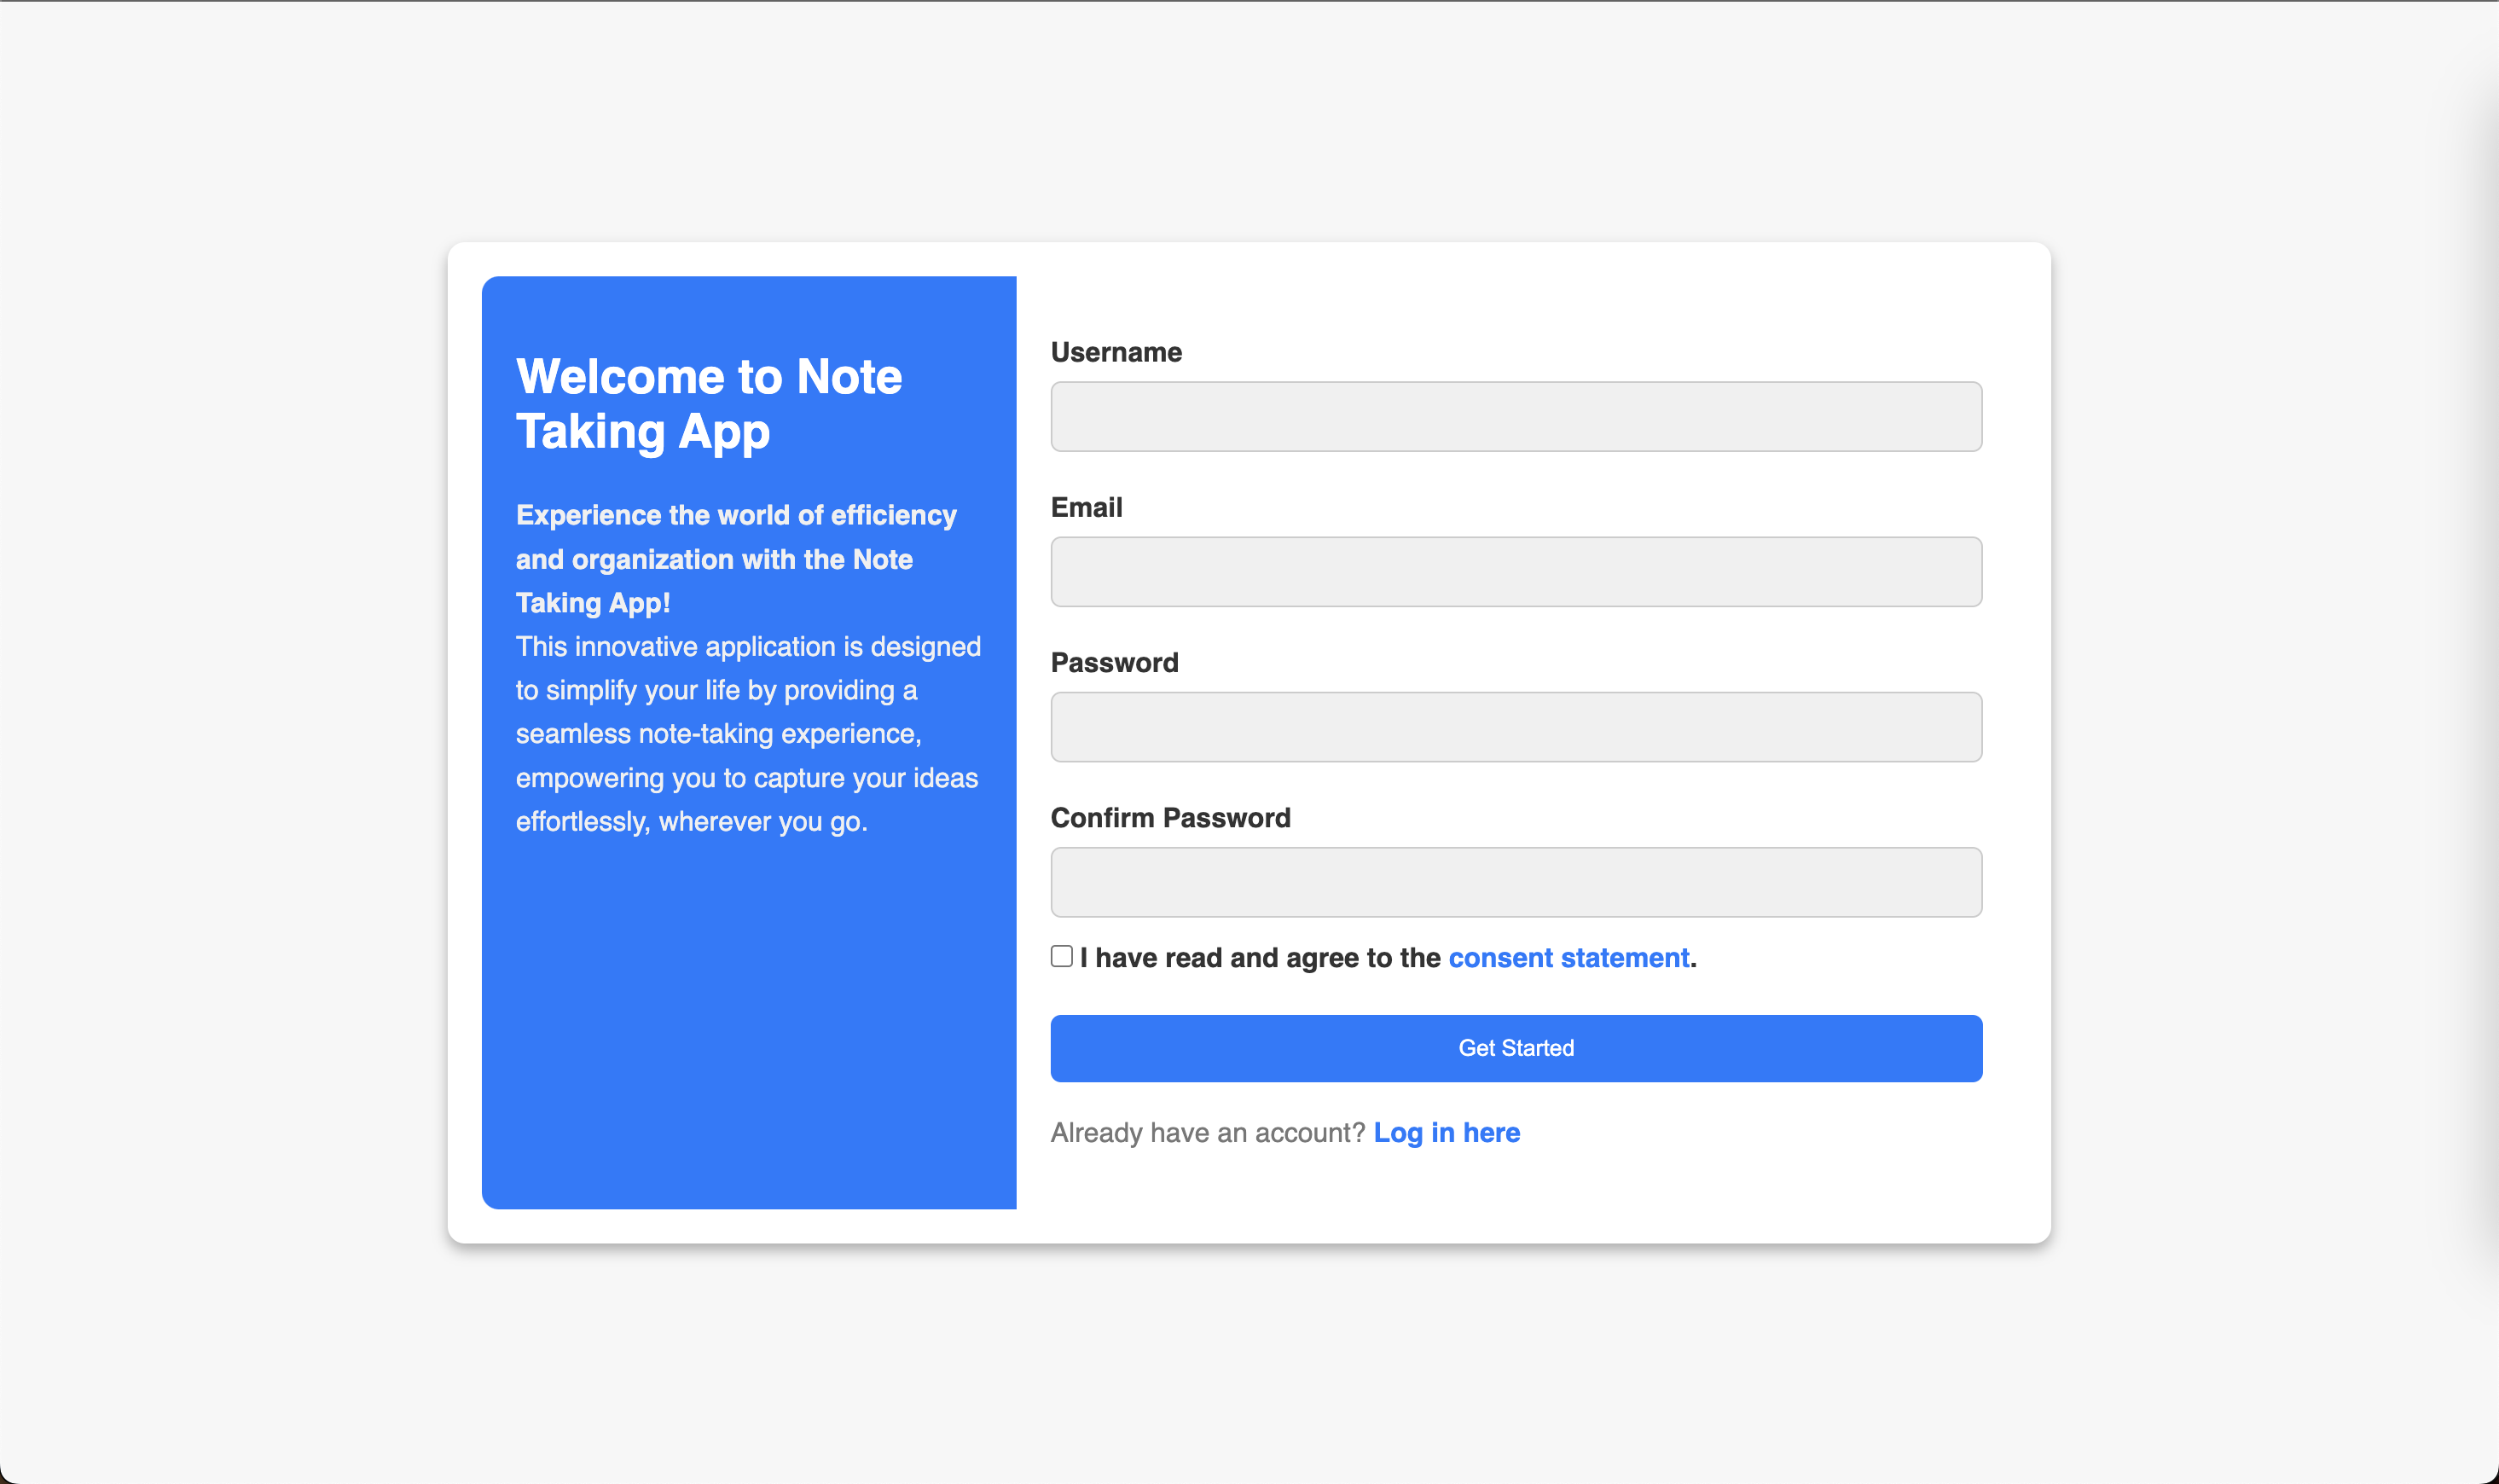 Welcome to Note
Taking App
Experience the world of efficiency
and organization with the Note
Taking App!
This innovative application is designed
to simplify your life by providing a
seamless note-taking experience,
empowering you to capture your ideas
effortlessly, wherever you go.
Username
Email
Password
Confirm Password
I have read and agree to the consent statement.
Get Started
Already have an account? Log in here